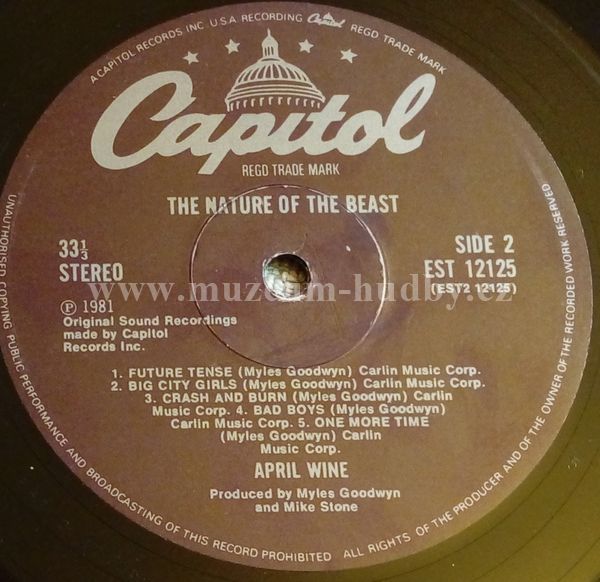 A CAPITOL RECORDS INC U.S.A RECORDING Capitol REGD TRADE MARK
Capitol
REGD TRADE MARK
THE NATURE OF THE BEAST
33 1/3
STEREO
SIDE 2
EST 12125
(EST2 12125)
www.muzeum-hudby.cz
℗ 1981
Original Sound Recordings
made by Capitol
Records Inc.
1. FUTURE TENSE (Myles Goodwyn) Carlin Music Corp.
2. BIG CITY GIRLS (Myles Goodwyn) Carlin Music Corp.
3. CRASH AND BURN (Myles Goodwyn) Carlin
Music Corp. 4. BAD BOYS (Myles Goodwyn)
Carlin Music Corp. 5. ONE MORE TIME
(Myles Goodwyn) Carlin
Music Corp.
APRIL WINE
Produced by Myles Goodwyn
and Mike Stone
UNAUTHORISED COPYING PUBLIC PERFORMANCE AND BROADCASTING OF THIS RECORD PROHIBITED ALL RIGHTS OF THE PRODUCER AND OF THE OWNER OF THE RECORDED WORK RESERVED